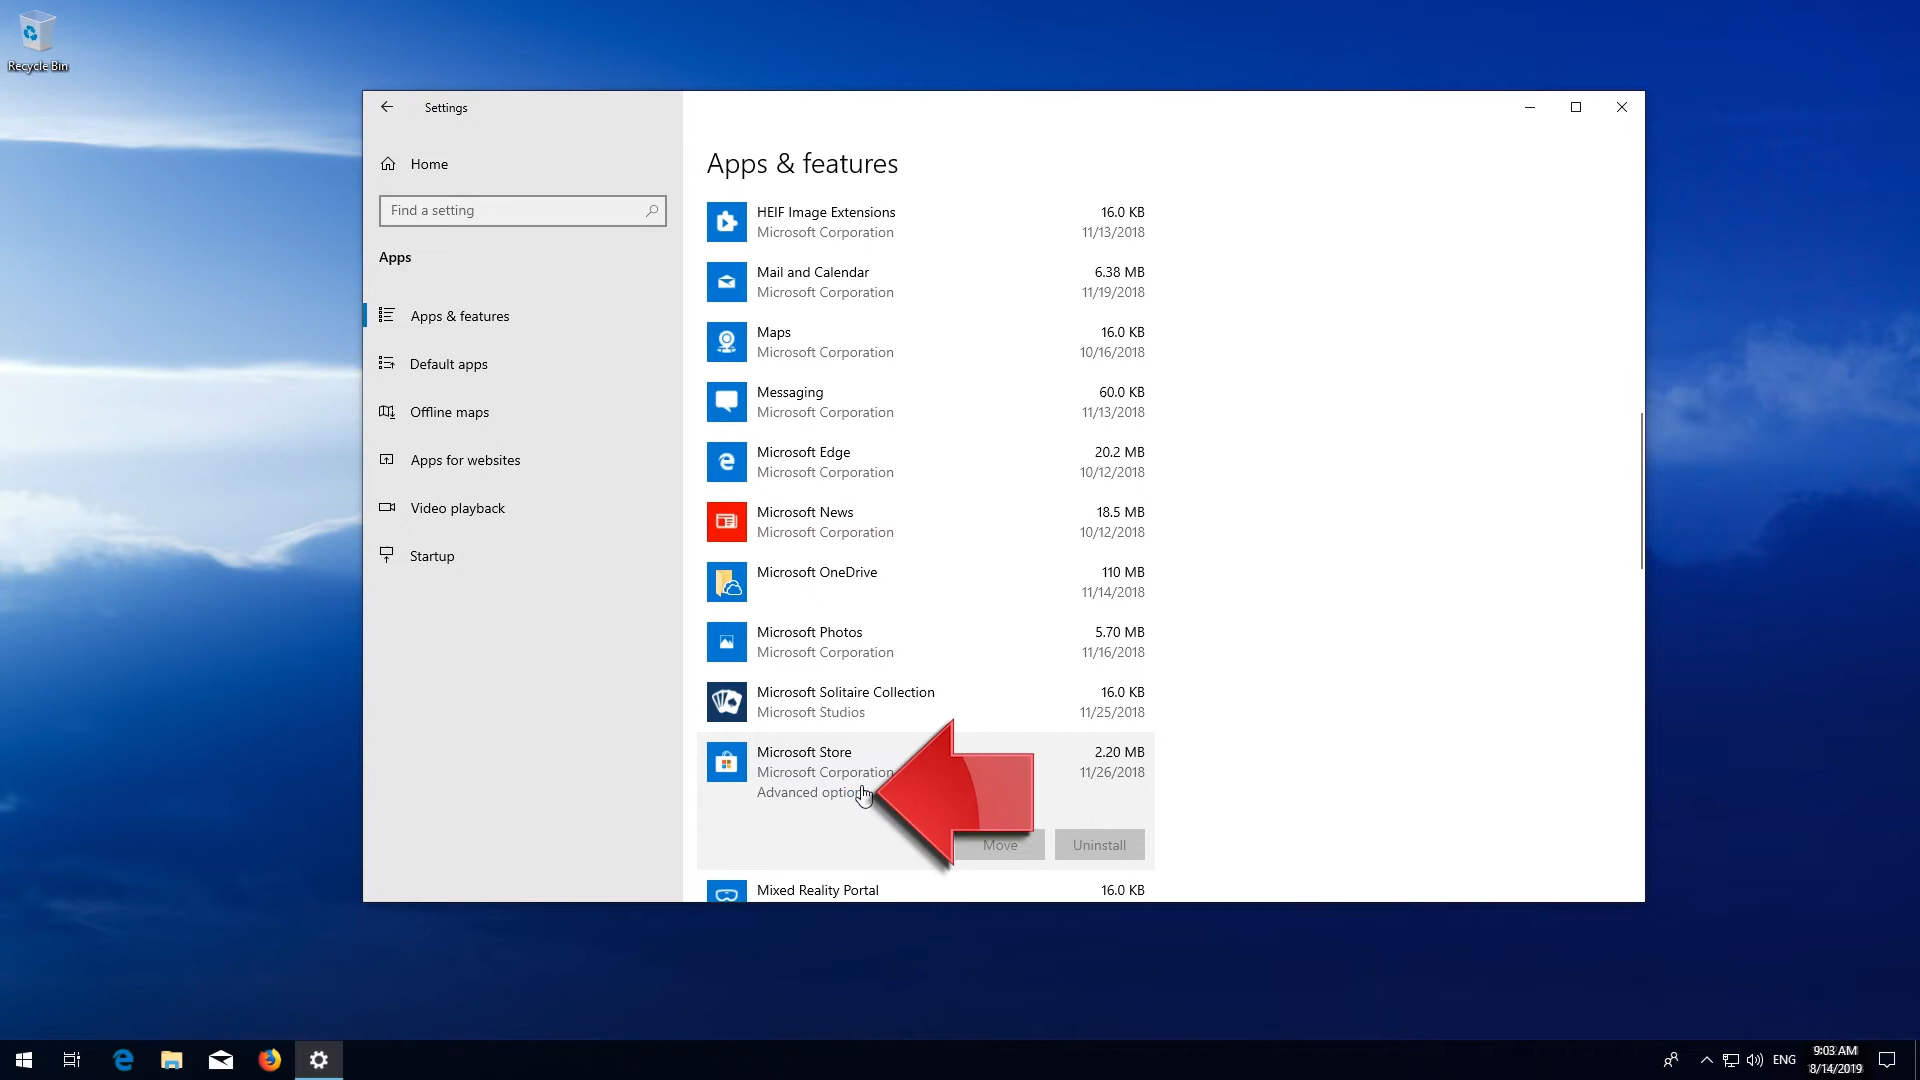 Recycle Bin
Settings
Home
Find a setting
Apps
Apps & features
Default apps
Offline maps
Apps for websites
Video playback
Startup
Apps & features
HEIF Image Extensions 16.0 KB
Microsoft Corporation 11/13/2018
Mail and Calendar 6.38 MB
Microsoft Corporation 11/19/2018
Maps 16.0 KB
Microsoft Corporation 10/16/2018
Messaging 60.0 KB
Microsoft Corporation 11/13/2018
Microsoft Edge 20.2 MB
Microsoft Corporation 10/12/2018
Microsoft News 18.5 MB
Microsoft Corporation 10/12/2018
Microsoft OneDrive 110 MB
11/14/2018
Microsoft Photos 5.70 MB
Microsoft Corporation 11/16/2018
Microsoft Solitaire Collection 16.0 KB
Microsoft Studios 11/25/2018
Microsoft Store 2.20 MB
Microsoft Corporation 11/26/2018
Advanced
Move Uninstall
Mixed Reality Portal 16.0 KB
ENG
9:03 AM
8/14/2019